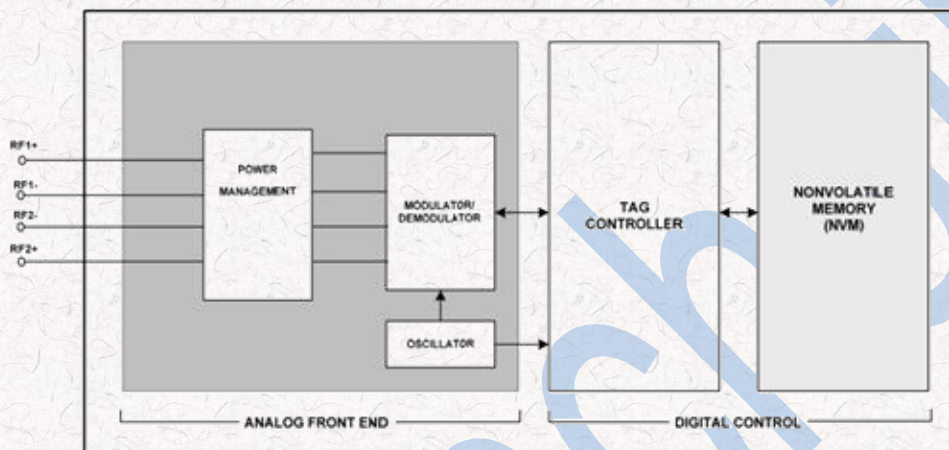 RF1+
RF1-
RF2-
RF2+
POWER
MANAGEMENT
MODULATOR/
DEMODULATOR
OSCILLATOR
TAG
CONTROLLER
NONVOLATILE
MEMORY
(NVM)
ANALOG FRONT END
DIGITAL CONTROL